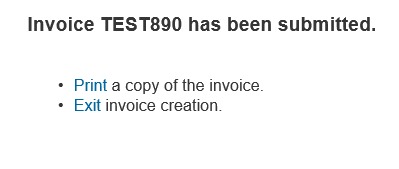 Invoice TEST890 has been submitted.
• Print a copy of the invoice.
• Exit invoice creation.